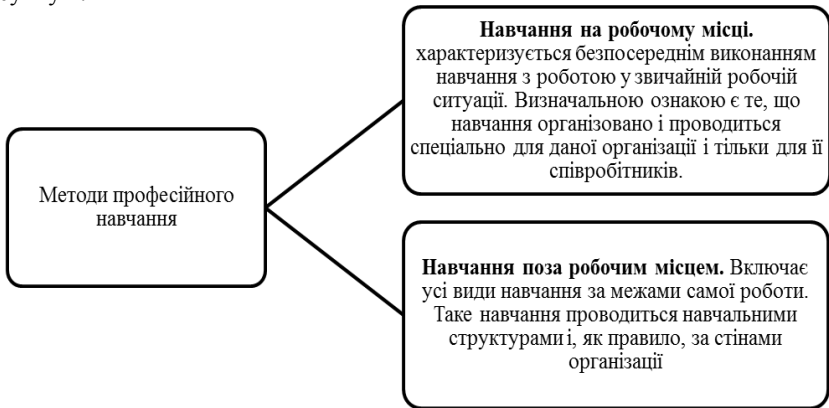 Методи професійного
навчання
Навчання на робочому місці.
характеризується безпосереднім виконанням
навчання з роботою у звичайній робочій
ситуації. Визначальною ознакою є те, що
навчання організовано і проводиться
спеціально для даної організації і тільки для її
співробітників.
Навчання поза робочим місцем. Включає
усі види навчання за межами самої роботи.
Таке навчання проводиться навчальними
структурами і, як правило, за стінами
організації